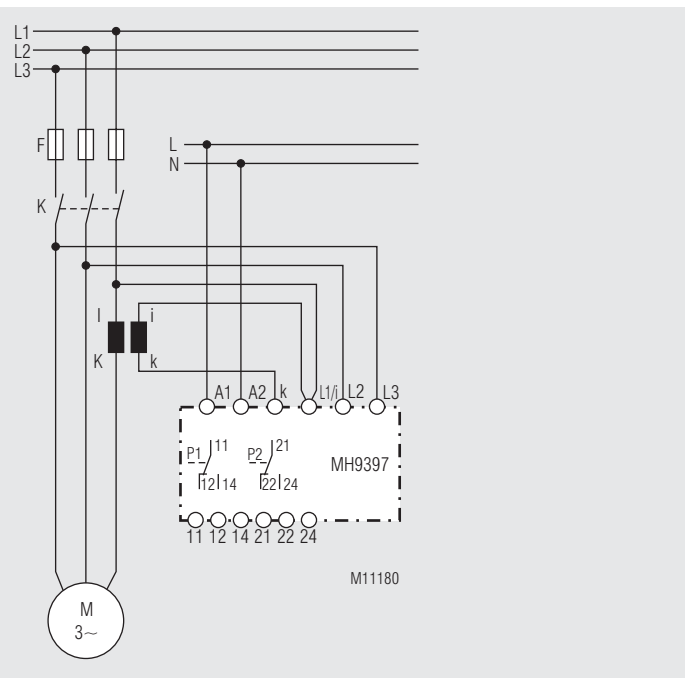 L1
L2
L3
F
L
N
K
l i
K k
A1 A2 k L1/i L2 L3
P1 11 P2 21
12 14 22 24
MH9397
11 12 14 21 22 24
M11180
M
3~